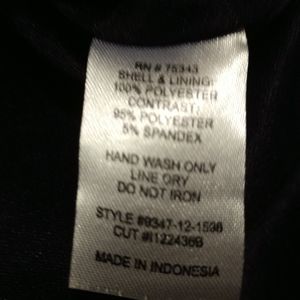 RN # 75343
SHELL & LINING:
100% POLYESTER
CONTRAST:
95% POLYESTER
5% SPANDEX
HAND WASH ONLY
LINE DRY
DO NOT IRON
STYLE #9347-12-1536
CUT #I122436B
MADE IN INDONESIA